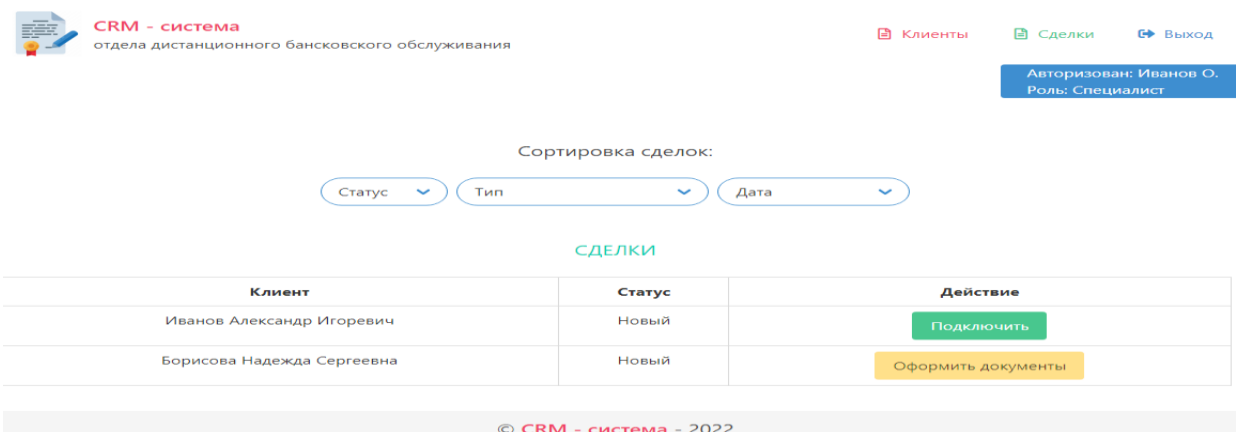 CRM - система
отдела дистанционного бансковского обслуживания
Клиенты Сделки Выход
Авторизован: Иванов О.
Роль: Специалист
Сортировка сделок:
Статус Тип Дата
СДЕЛКИ
Клиент Статус Действие
Иванов Александр Игоревич Новый Подключить
Борисова Надежда Сергеевна Новый Оформить документы
© CRM - система - 2022